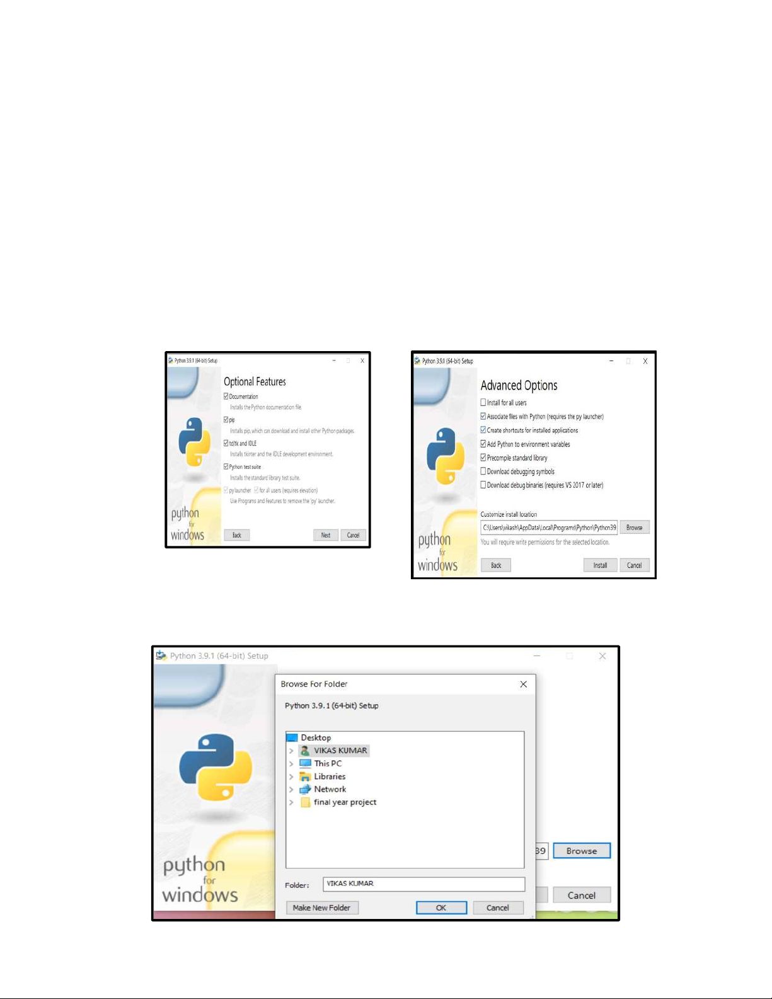 Python 3.9.1 (64-bit) Setup
Optional Features
Documentation
Installs the Python documentation file.
pip
Installs pip, which can download and install other Python packages.
tcl/tk and IDLE
Installs tkinter and the IDLE development environment.
Python test suite
Installs the standard library test suite.
py launcher for all users (requires elevation)
Use Programs and Features to remove the 'py' launcher.
python
for
windows
Back
Next
Cancel
Python 3.9.1 (64-bit) Setup
Advanced Options
Install for all users
Associate files with Python (requires the py launcher)
Create shortcuts for installed applications
Add Python to environment variables
Precompile standard library
Download debugging symbols
Download debug binaries (requires VS 2017 or later)
Customize install location
C:\Users\vikash\AppData\Local\Programs\Python\Python39
Browse
You will require write permissions for the selected location.
python
for
windows
Back
Install
Cancel
Python 3.9.1 (64-bit) Setup
Browse For Folder
Python 3.9.1 (64-bit) Setup
Desktop
VIKAS KUMAR
This PC
Libraries
Network
final year project
39
Browse
python
for
windows
Folder:
VIKAS KUMAR
Cancel
Make New Folder
OK
Cancel